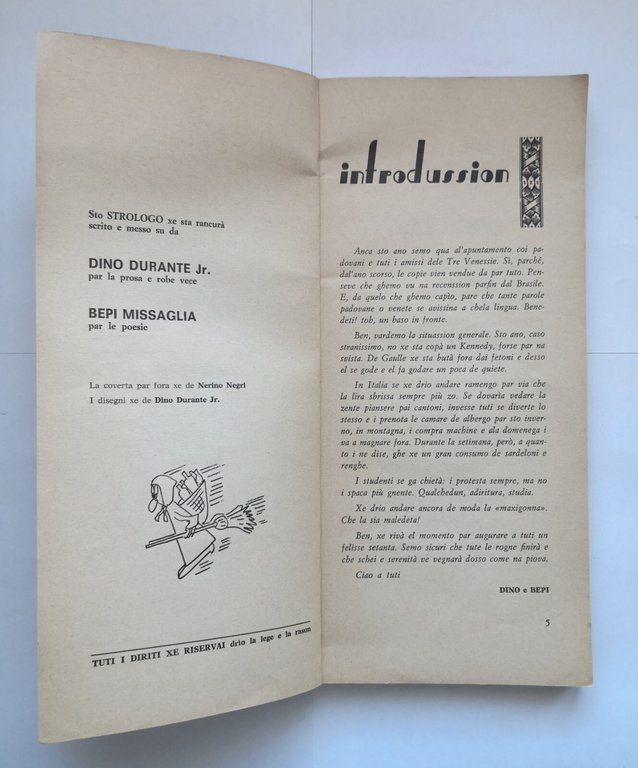 Sto STROLOGO xe sta rancurà
scrito e messo su da
DINO DURANTE Jr.
par la prosa e robe vece
BEPI MISSAGLIA
par le poesie
La coverta par fora xe de Nerino Negri
I disegni xe de Dino Durante Jr.
TUTI I DIRITI XE RISERVAI drio la lege e la rason
introdussion
Anca sto ano semo qua al'apuntamento coi pa-
dovani e tuti i amissi dele Tre Venessie. Sì, parché,
dal'ano scorso, le copie vien vendue da par tuto. Pen-
seve che ghemo vu na recenssion parfin dal Brasile.
E, da quelo che ghemo capìo, pare che tante parole
padovane o venete se avissina a chela lingua. Bene-
deti! toh, un baso in fronte.
Ben, vardemo la situassion generale. Sto ano, caso
stranissimo, no xe sta copà un Kennedy, forse par na
svista. De Gaulle xe sta butà fora dai fetoni e desso
el se gode e el fa godare un poca de quiete.
In Italia se xe drio andare ramengo par via che
la lira sbrissa sempre più zo. Se dovarìa vedare la
zente piansere pai cantoni, invesse tuti se diverte lo
stesso e i prenota le camare de albergo par sto inver-
no, in montagna, i compra machine e ala domenega i
va a magnare fora. Durante la setimana, però, a quan-
to i ne dise, ghe xe un gran consumo de sardeloni e
renghe.
I studenti se ga chietà: i protesta sempre, ma no
i spaca più gnente. Qualchedun, adiritura, studia.
Xe drio andare ancora de moda la «maxigonna».
Che la sia maledeta!
Ben, xe rivà el momento par augurare a tuti un
felisse setanta. Semo sicuri che tute le rogne finirà e
che schei e serenità ve vegnarà dosso come na piova.
Ciao a tuti
DINO e BEPI
5